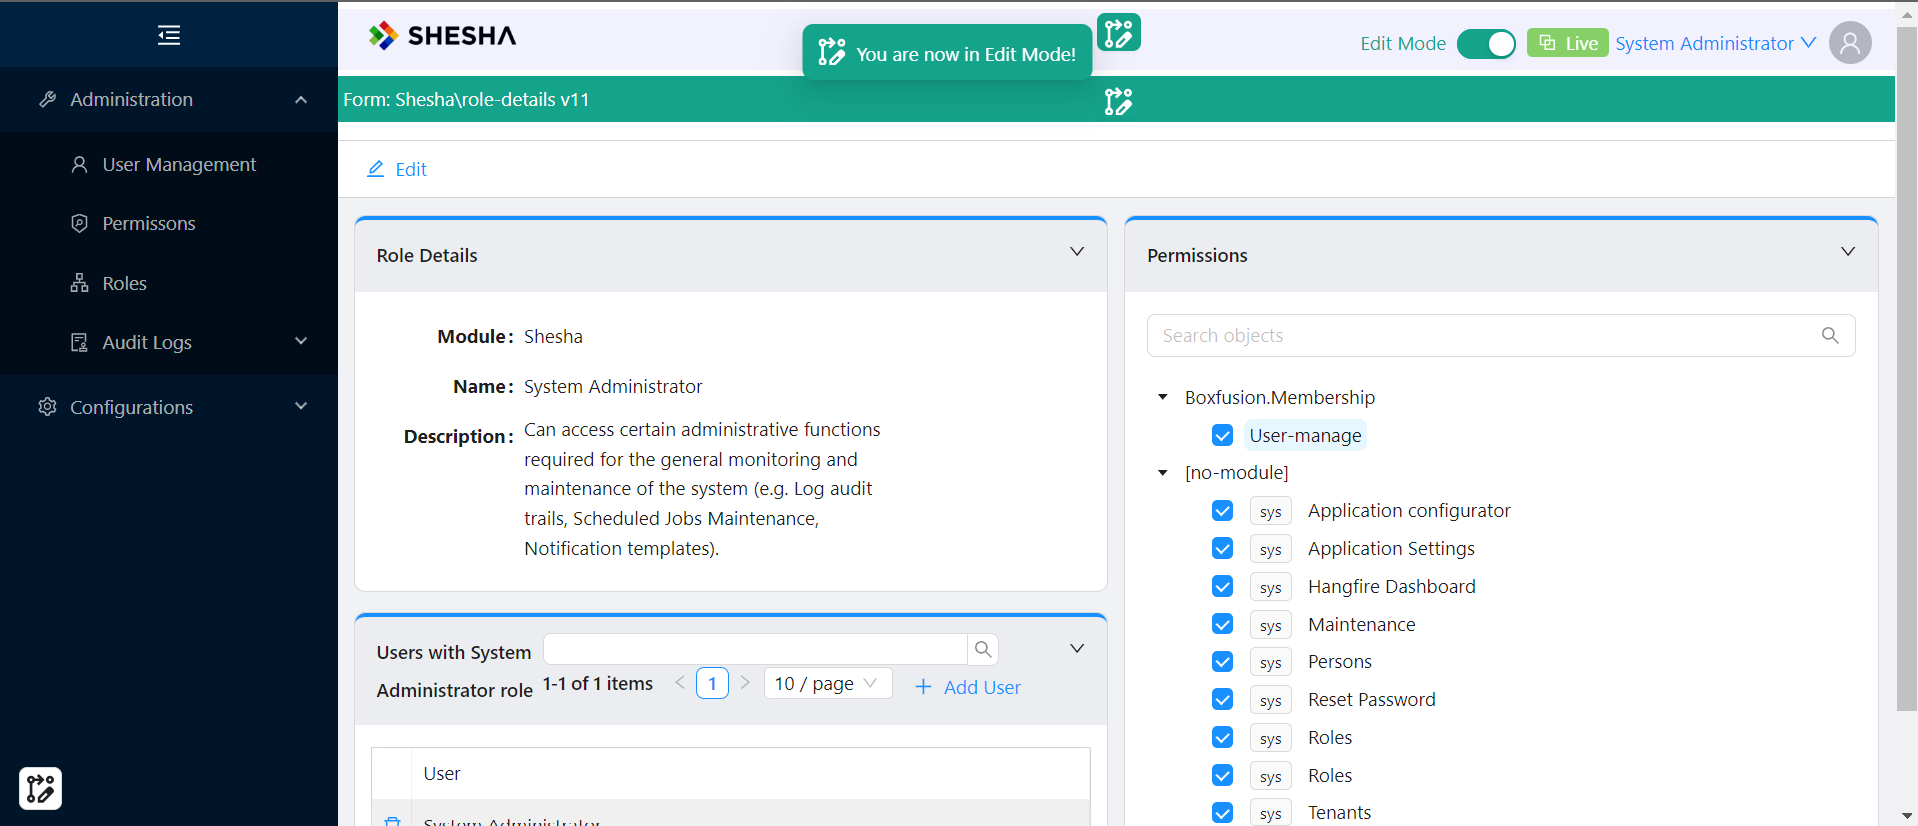 SHESHA
You are now in Edit Mode!
Edit Mode
Live
System Administrator
Administration
User Management
Permissons
Roles
Audit Logs
Configurations
Form: Shesha\role-details v11
Edit
Role Details
Module: Shesha
Name: System Administrator
Description: Can access certain administrative functions
required for the general monitoring and
maintenance of the system (e.g. Log audit
trails, Scheduled Jobs Maintenance,
Notification templates).
Users with System
Administrator role
1-1 of 1 items
1
10 / page
Add User
User
System Administrator
Permissions
Search objects
Boxfusion.Membership
User-manage
[no-module]
sys Application configurator
sys Application Settings
sys Hangfire Dashboard
sys Maintenance
sys Persons
sys Reset Password
sys Roles
sys Roles
sys Tenants